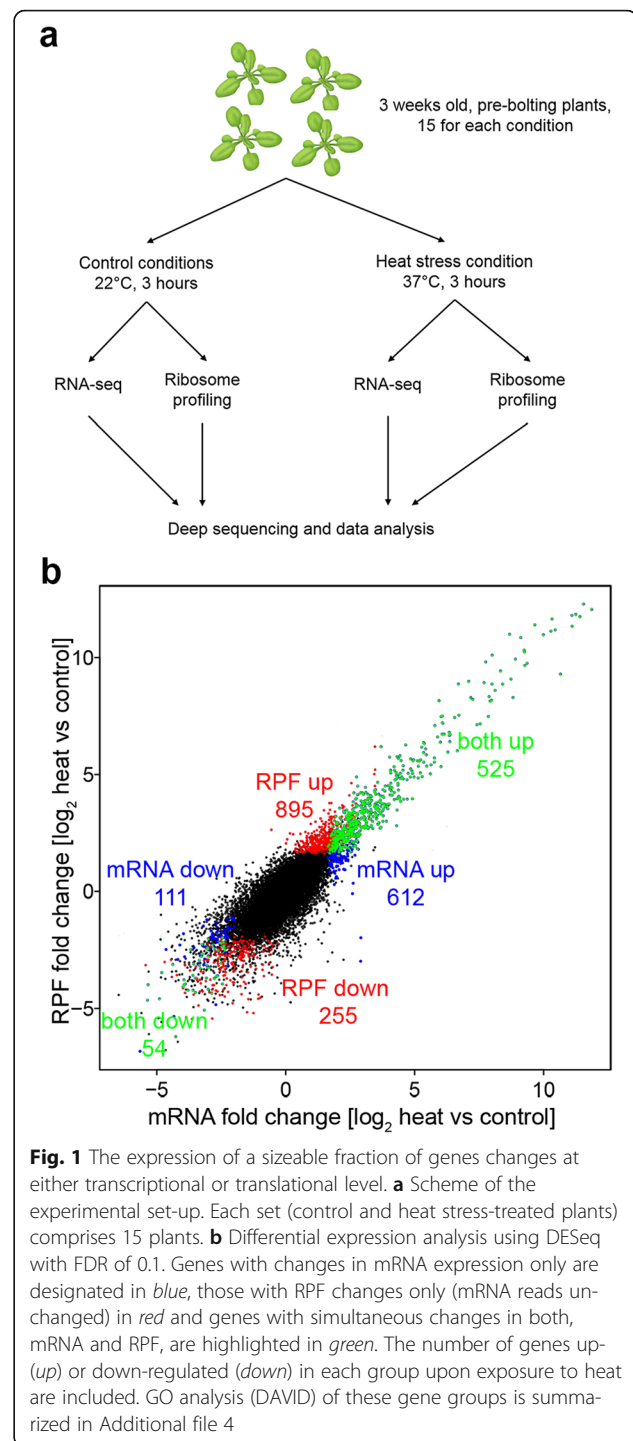 a
3 weeks old, pre-bolting plants,
15 for each condition
Control conditions
22°C, 3 hours
Heat stress condition
37°C, 3 hours
RNA-seq
Ribosome
profiling
RNA-seq
Ribosome
profiling
Deep sequencing and data analysis
b
RPF fold change [log2 heat vs control]
10
5
0
−5
both up
525
RPF up
895
mRNA down
111
mRNA up
612
RPF down
255
both down
54
−5
0
5
10
mRNA fold change [log2 heat vs control]
Fig. 1 The expression of a sizeable fraction of genes changes at
either transcriptional or translational level. a Scheme of the
experimental set-up. Each set (control and heat stress-treated plants)
comprises 15 plants. b Differential expression analysis using DESeq
with FDR of 0.1. Genes with changes in mRNA expression only are
designated in blue, those with RPF changes only (mRNA reads un-
changed) in red and genes with simultaneous changes in both,
mRNA and RPF, are highlighted in green. The number of genes up-
(up) or down-regulated (down) in each group upon exposure to heat
are included. GO analysis (DAVID) of these gene groups is summa-
rized in Additional file 4